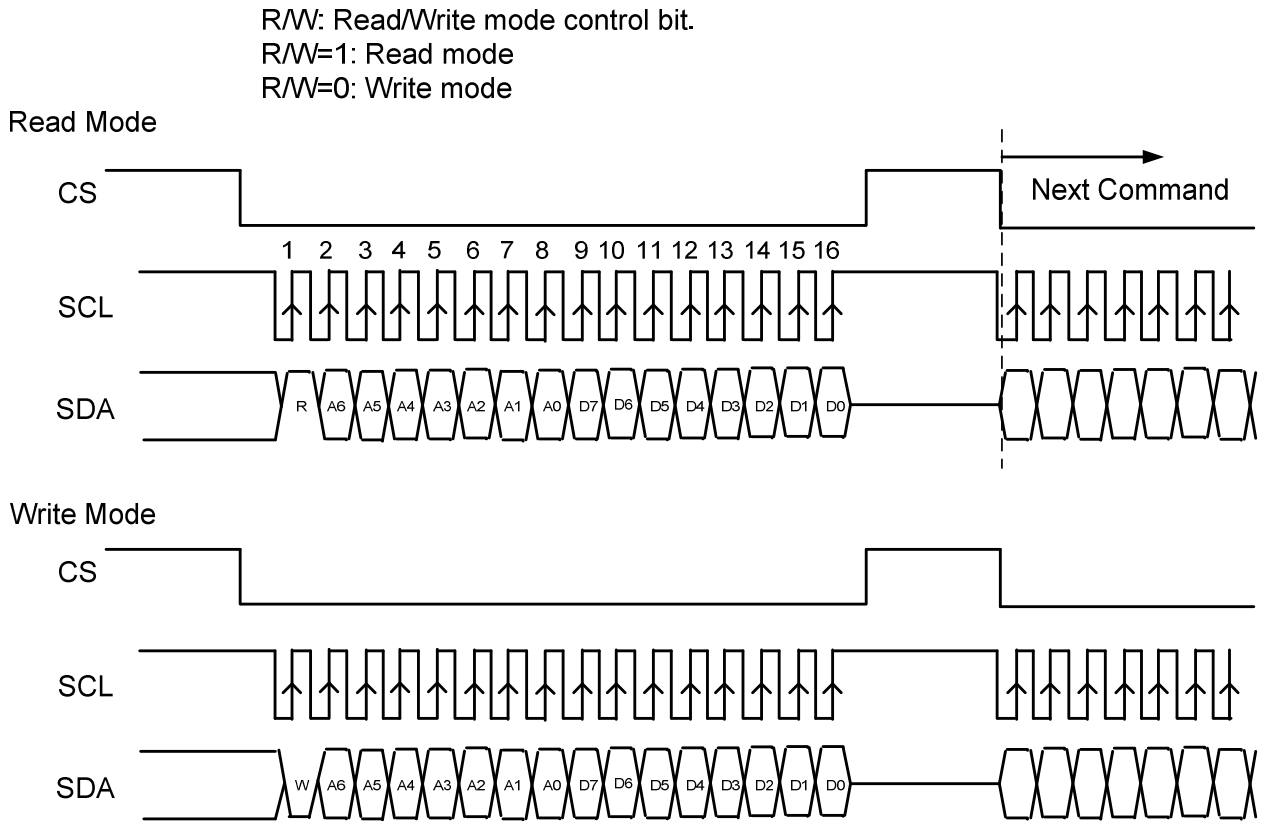 R/W: Read/Write mode control bit.
R/W=1: Read mode
R/W=0: Write mode
Read Mode
CS
Next Command
1 2 3 4 5 6 7 8 9 10 11 12 13 14 15 16
SCL
SDA
R A6 A5 A4 A3 A2 A1 A0 D7 D6 D5 D4 D3 D2 D1 D0
Write Mode
CS
SCL
SDA
W A6 A5 A4 A3 A2 A1 A0 D7 D6 D5 D4 D3 D2 D1 D0